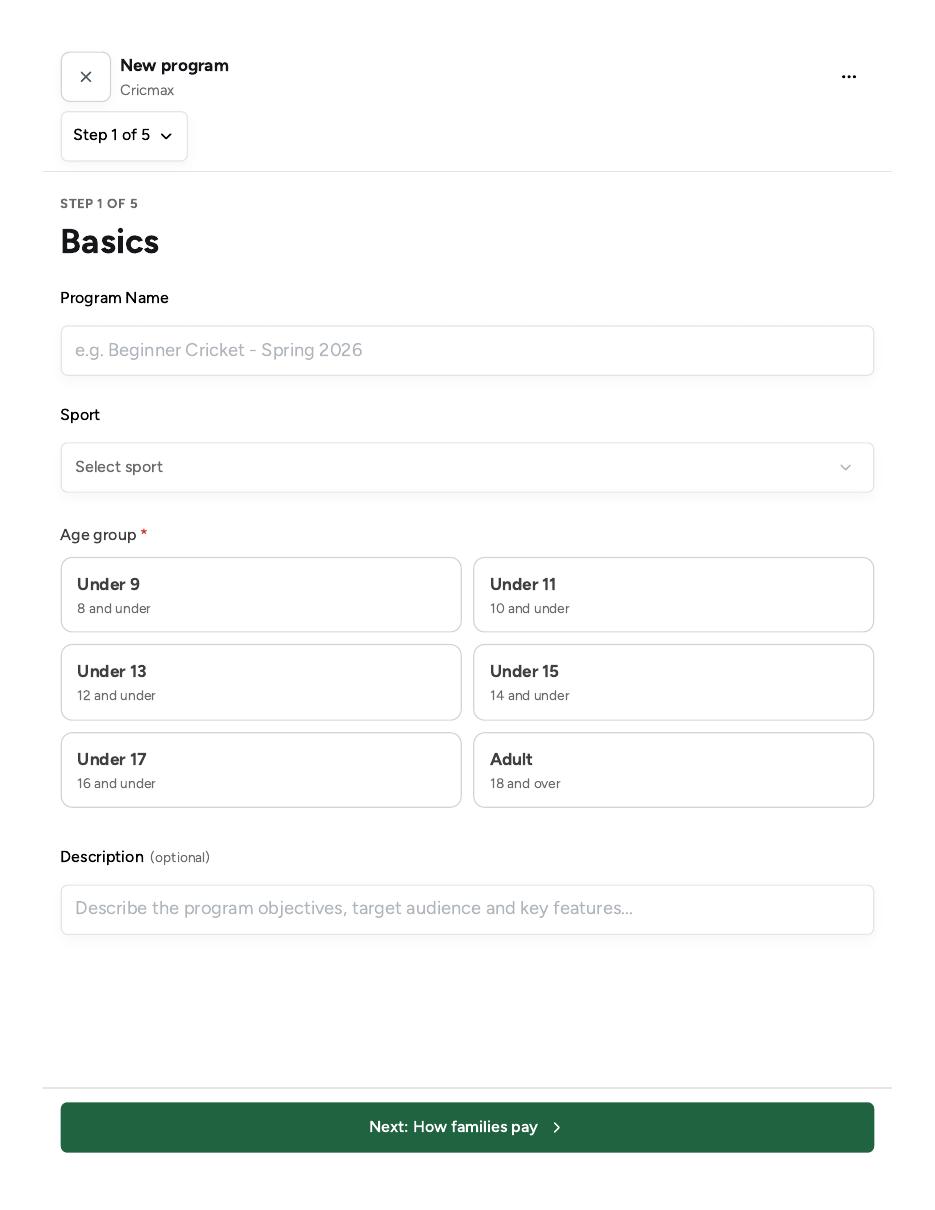 New program
Cricmax
Step 1 of 5
STEP 1 OF 5
Basics
Program Name
e.g. Beginner Cricket - Spring 2026
Sport
Select sport
Age group *
Under 9
8 and under
Under 11
10 and under
Under 13
12 and under
Under 15
14 and under
Under 17
16 and under
Adult
18 and over
Description (optional)
Describe the program objectives, target audience and key features...
Next: How families pay